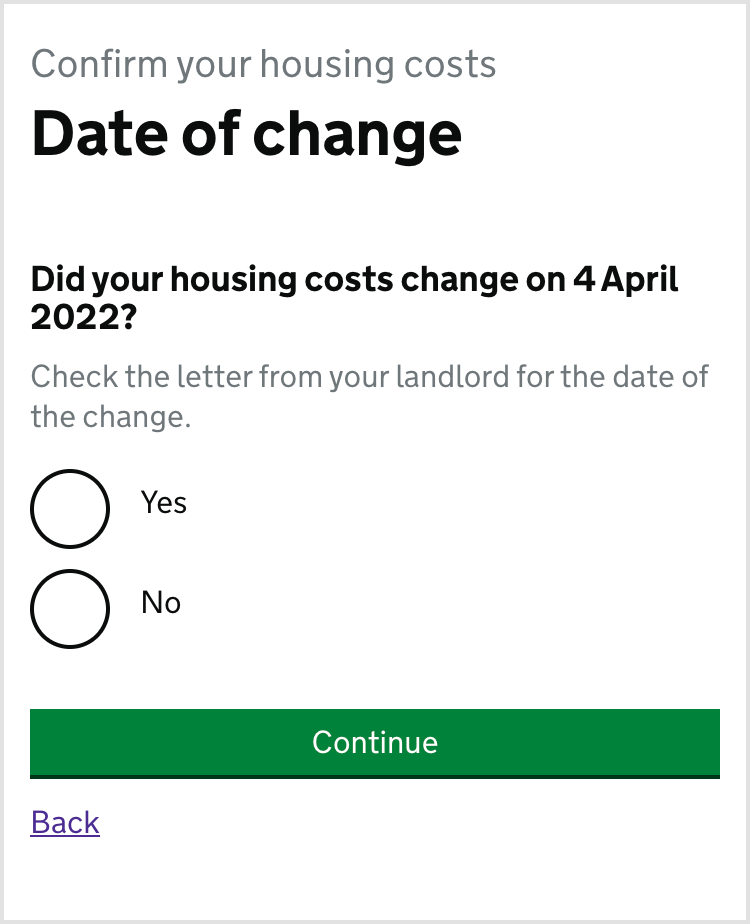 Confirm your housing costs
Date of change
Did your housing costs change on 4 April
2022?
Check the letter from your landlord for the date of
the change.
Yes
No
Continue
Back